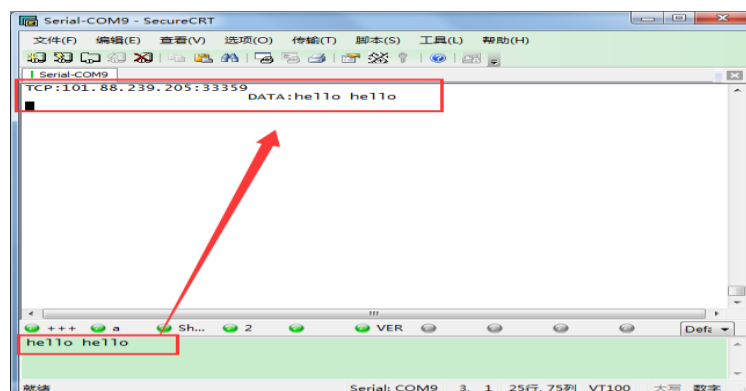 Serial-COM9 - SecureCRT
文件(F) 编辑(E) 查看(V) 选项(O) 传输(T) 脚本(S) 工具(L) 帮助(H)
Serial-COM9
TCP:101.88.239.205:33359
DATA:hello hello
+++ a Sh... 2 VER Defa
hello hello
就绪 Serial: COM9 3, 1 25行, 75列 VT100 大写 数字